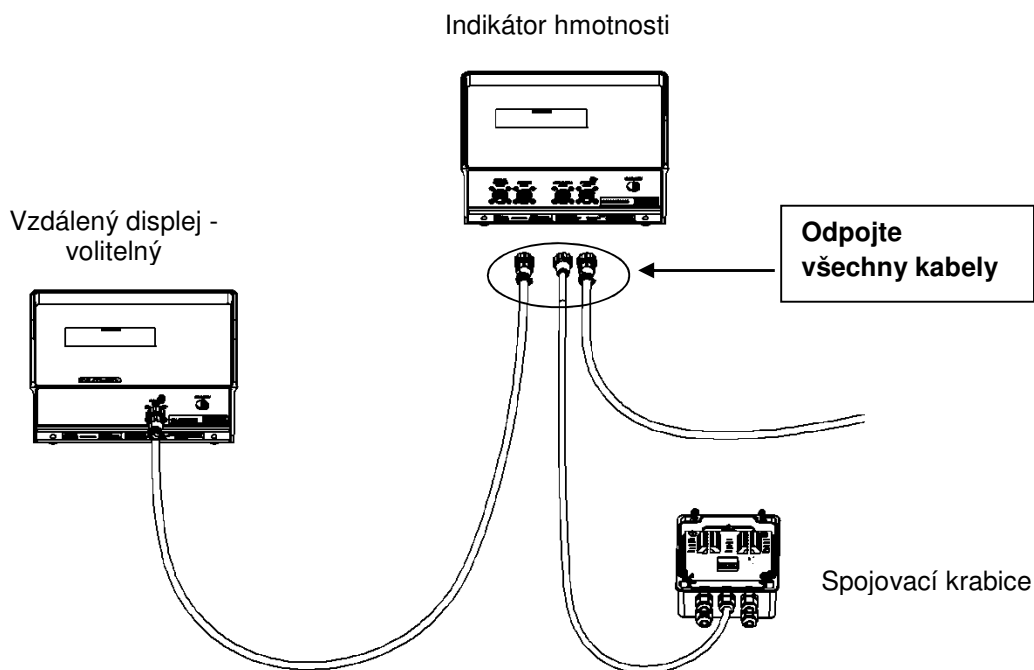 Indikátor hmotnosti
Vzdálený displej -
volitelný
Odpojte
všechny kabely
Spojovací krabice